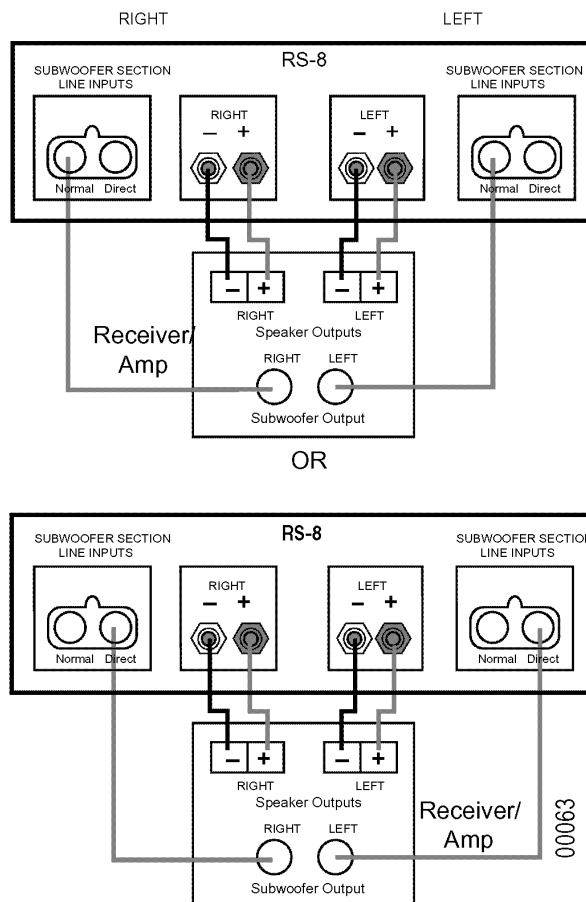 RIGHT LEFT
RS-8
SUBWOOFER SECTION
LINE INPUTS
Normal Direct
RIGHT
– +
LEFT
- +
SUBWOOFER SECTION
LINE INPUTS
Normal Direct
– +
RIGHT
– +
LEFT
Speaker Outputs
Receiver/
Amp
RIGHT LEFT
Subwoofer Output
OR
RS-8
SUBWOOFER SECTION
LINE INPUTS
Normal Direct
RIGHT
– +
LEFT
- +
SUBWOOFER SECTION
LINE INPUTS
Normal Direct
– +
RIGHT
– +
LEFT
Speaker Outputs
Receiver/
Amp
RIGHT LEFT
Subwoofer Output
00063